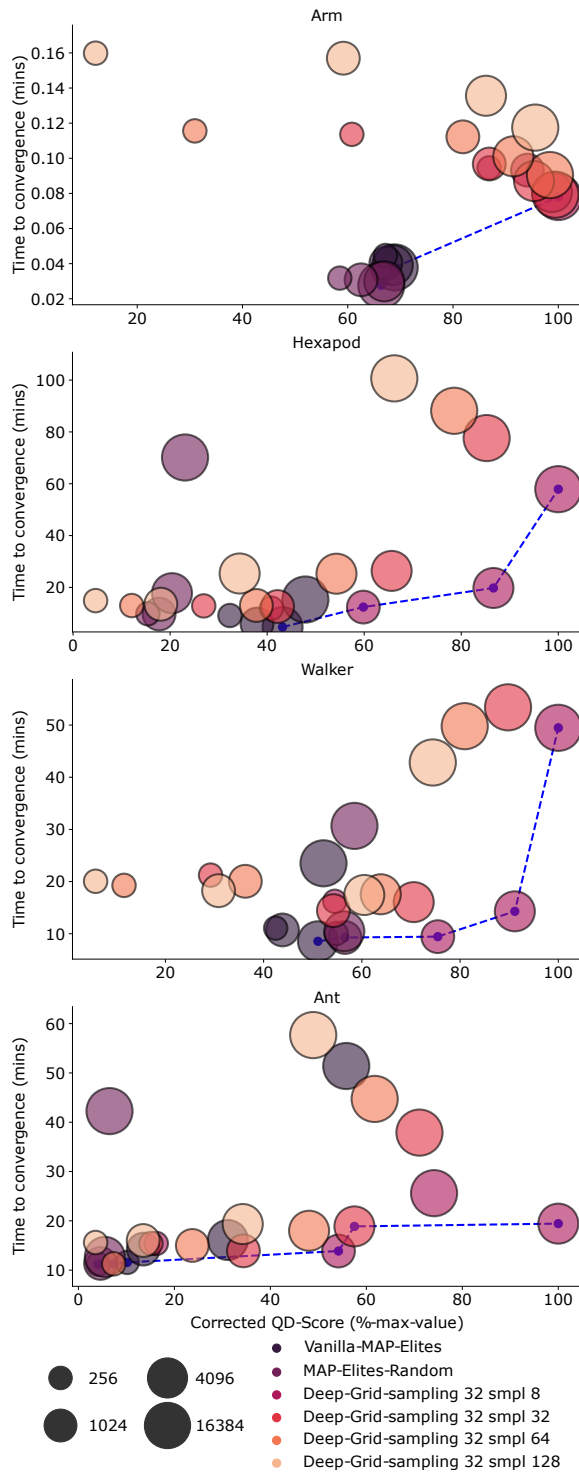 Arm
Time to convergence (mins)
0.16
0.14
0.12
0.10
0.08
0.06
0.04
0.02
20 40 60 80 100
Hexapod
Time to convergence (mins)
100
80
60
40
20
0 20 40 60 80 100
Walker
Time to convergence (mins)
50
40
30
20
10
20 40 60 80 100
Ant
Time to convergence (mins)
60
50
40
30
20
10
0 20 40 60 80 100
Corrected QD-Score (%-max-value)
256
4096
1024
16384
Vanilla-MAP-Elites
MAP-Elites-Random
Deep-Grid-sampling 32 smpl 8
Deep-Grid-sampling 32 smpl 32
Deep-Grid-sampling 32 smpl 64
Deep-Grid-sampling 32 smpl 128